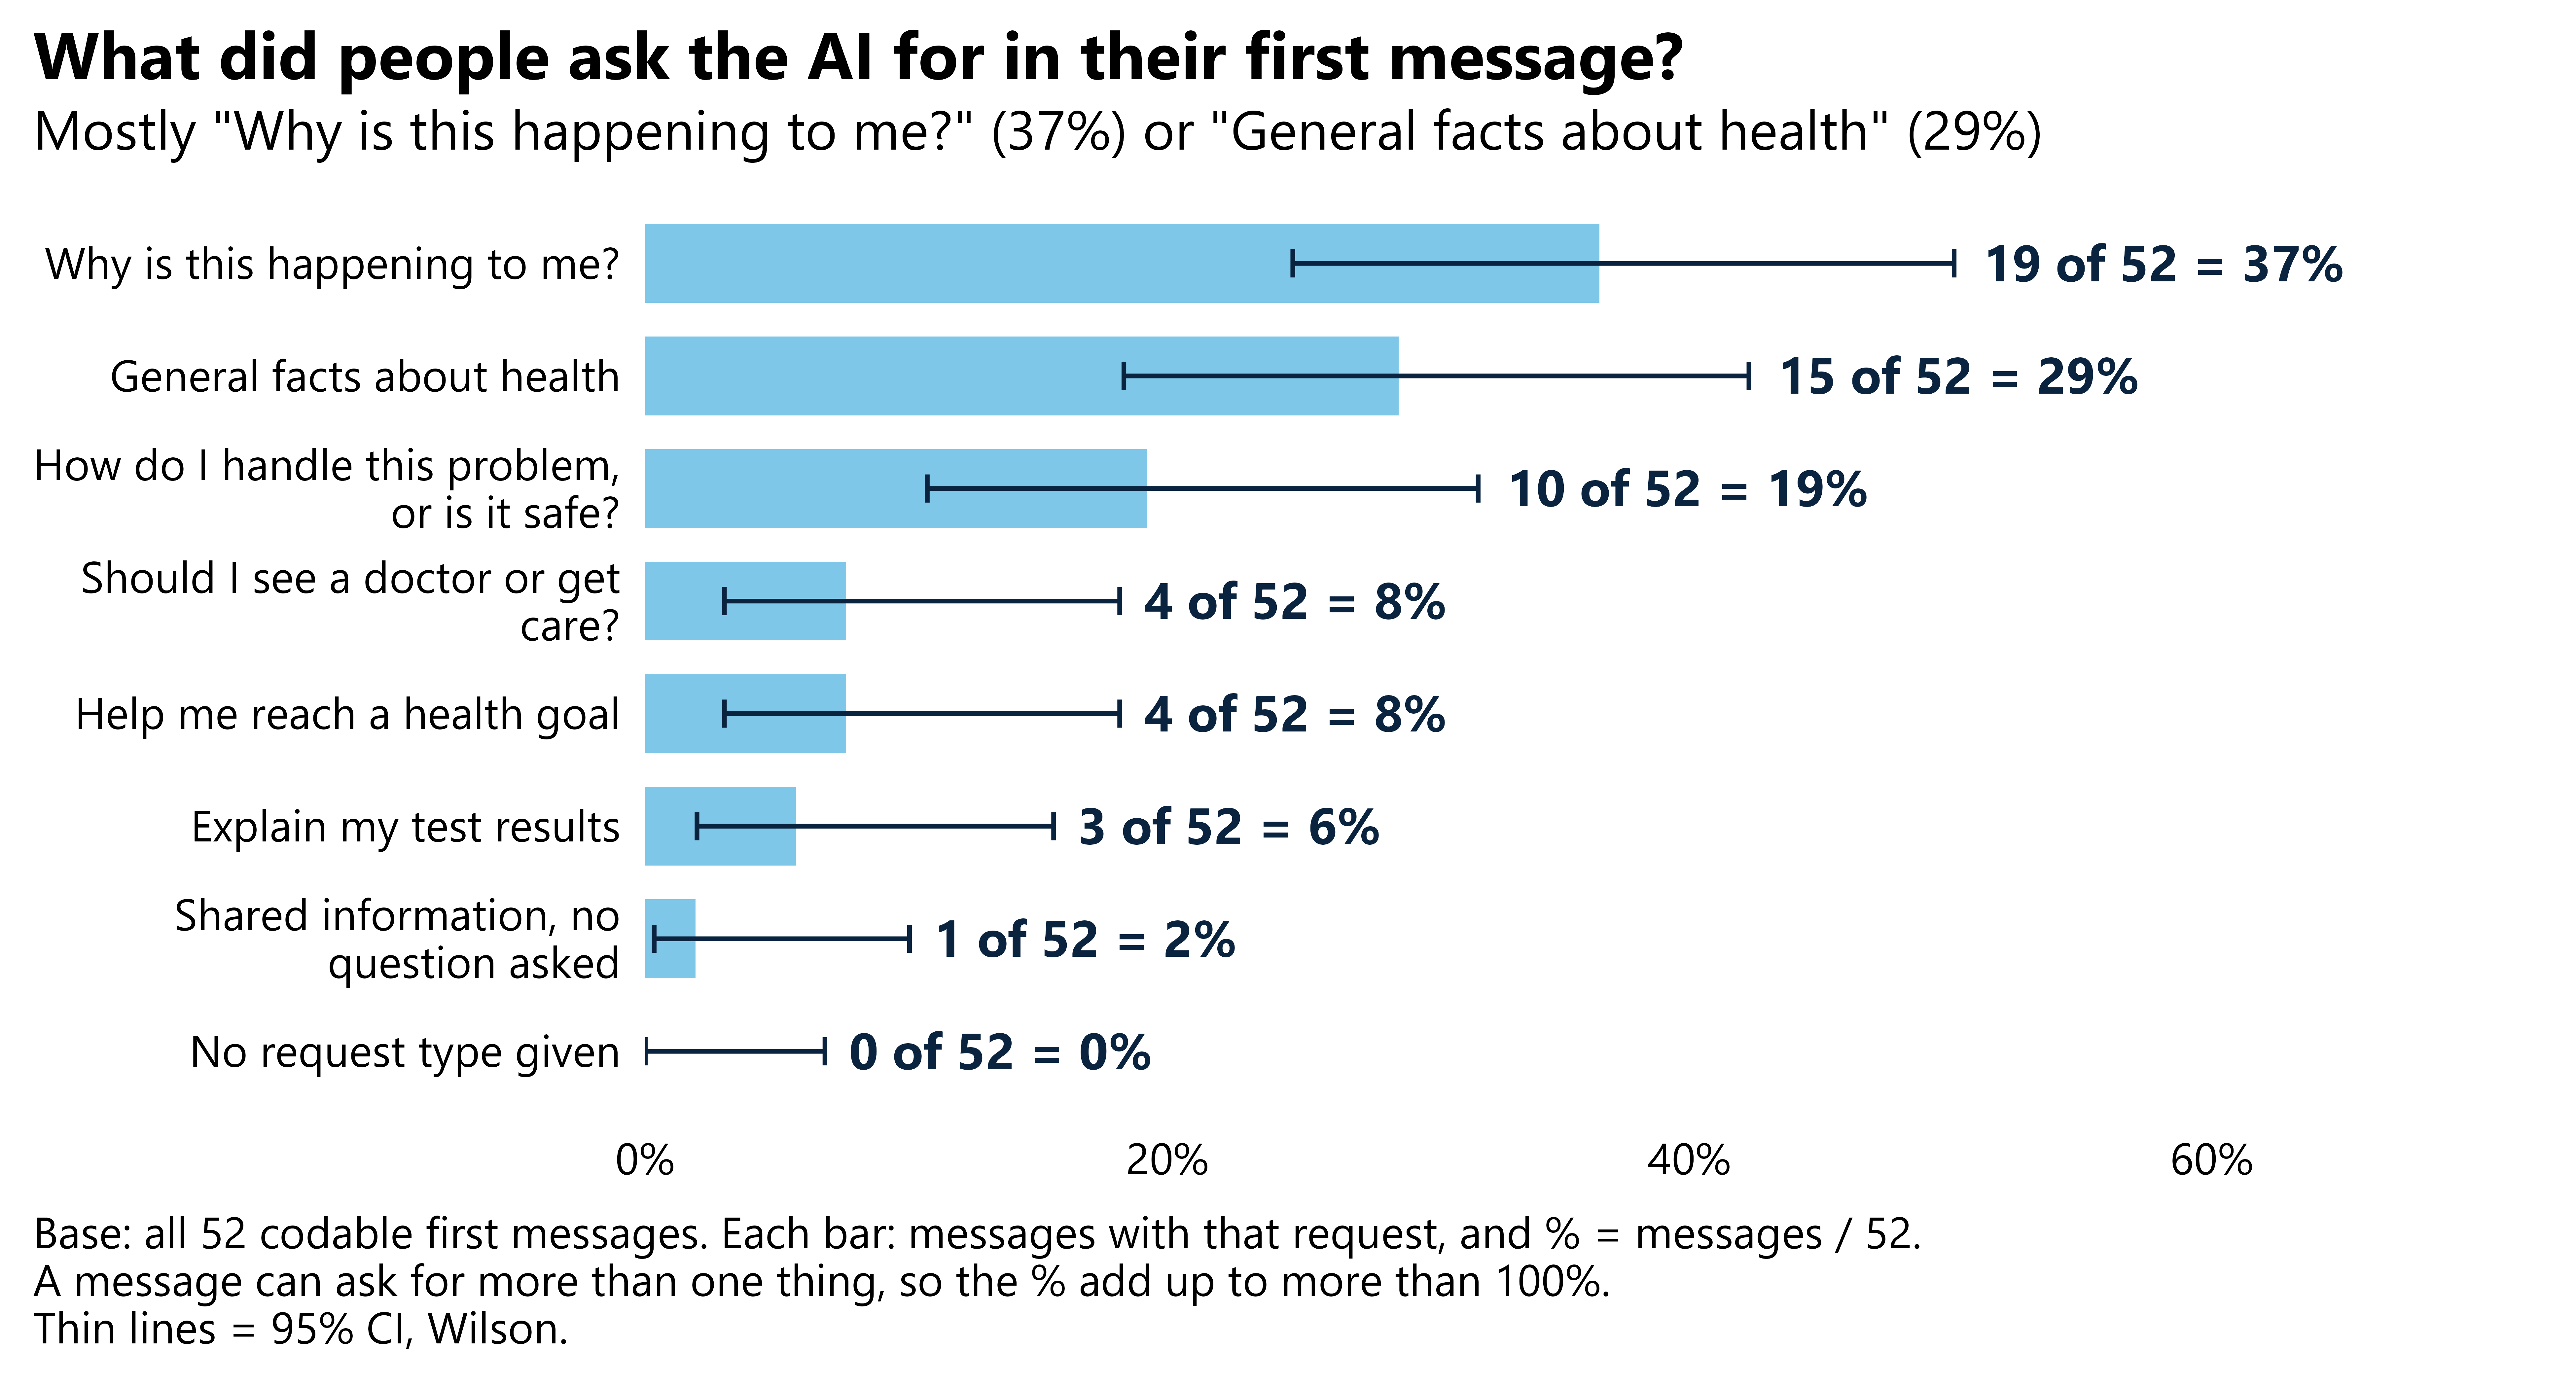 What did people ask the AI for in their first message?
Mostly "Why is this happening to me?" (37%) or "General facts about health" (29%)
Why is this happening to me?
19 of 52 = 37%
General facts about health
15 of 52 = 29%
How do I handle this problem,
or is it safe?
10 of 52 = 19%
Should I see a doctor or get
care?
4 of 52 = 8%
Help me reach a health goal
4 of 52 = 8%
Explain my test results
3 of 52 = 6%
Shared information, no
question asked
1 of 52 = 2%
No request type given
0 of 52 = 0%
0% 20% 40% 60%
Base: all 52 codable first messages. Each bar: messages with that request, and % = messages / 52.
A message can ask for more than one thing, so the % add up to more than 100%.
Thin lines = 95% CI, Wilson.